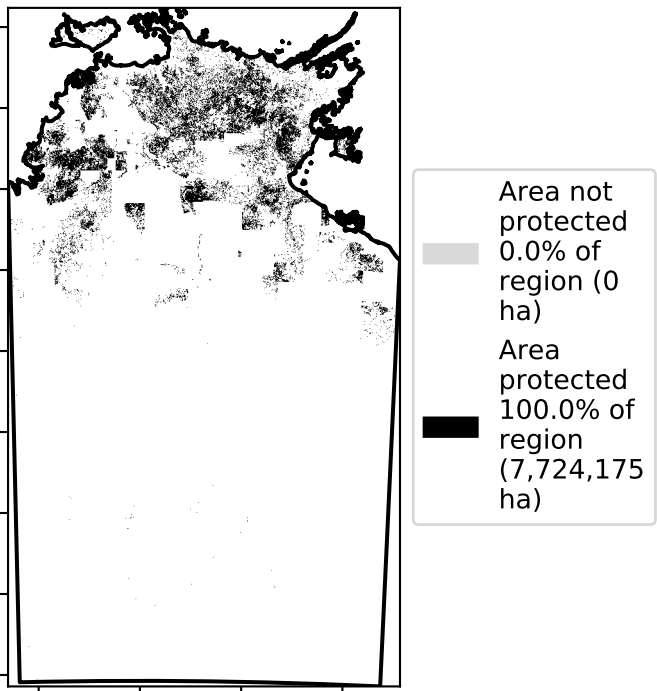 Area not
protected
0.0% of
region (0
ha)
Area
protected
100.0% of
region
(7,724,175
ha)